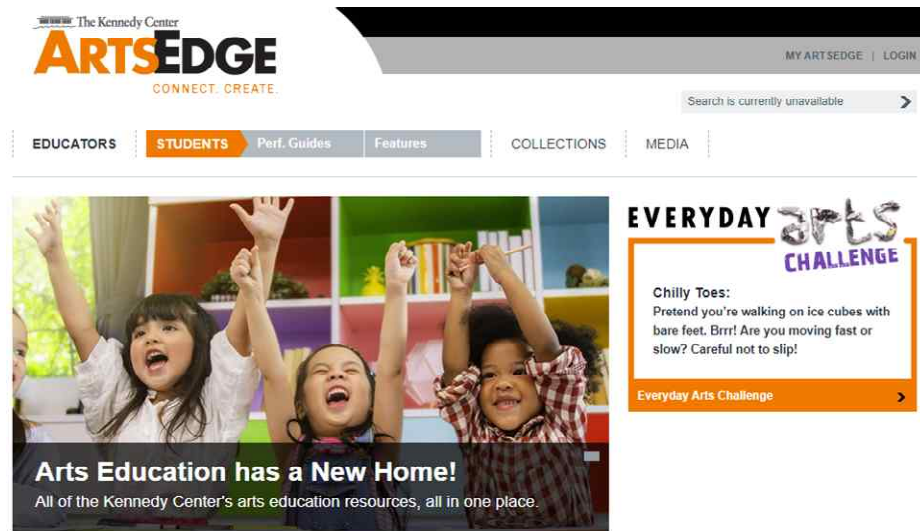 The Kennedy Center
ARTSEDGE
CONNECT. CREATE.
MY ARTSEDGE | LOGIN
Search is currently unavailable
EDUCATORS STUDENTS Perf. Guides Features COLLECTIONS MEDIA
Arts Education has a New Home!
All of the Kennedy Center's arts education resources, all in one place.
EVERYDAY arts
CHALLENGE
Chilly Toes:
Pretend you're walking on ice cubes with
bare feet. Brrr! Are you moving fast or
slow? Careful not to slip!
Everyday Arts Challenge